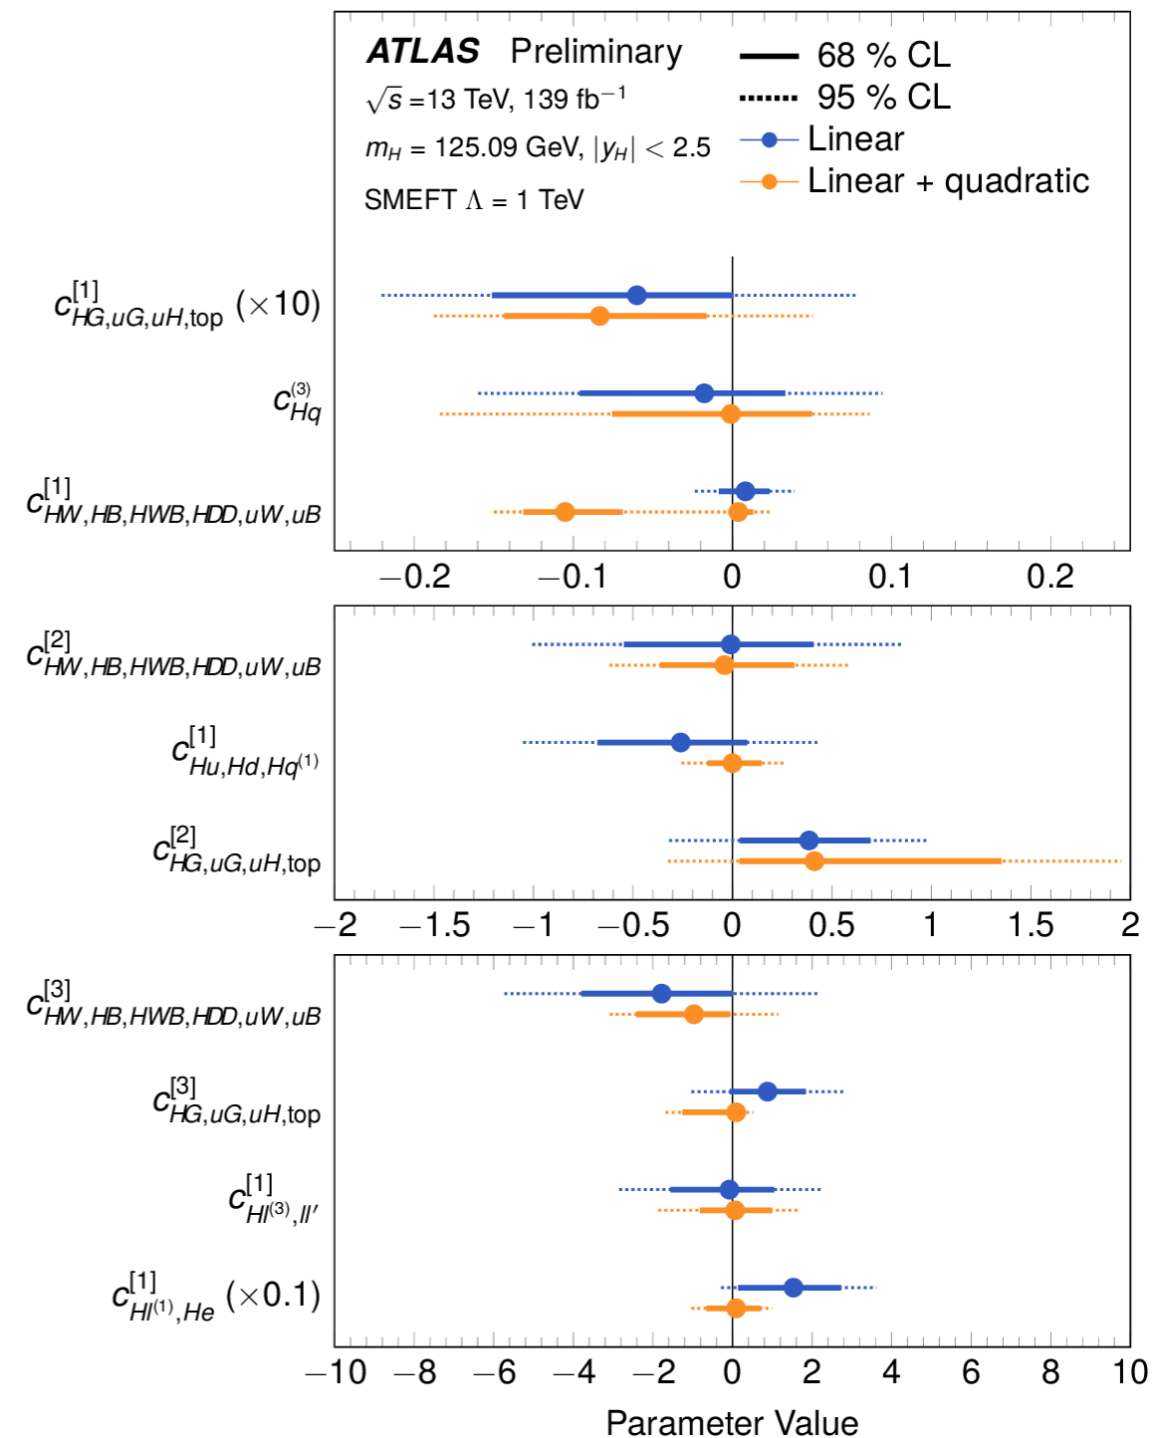 ATLAS Preliminary
√s =13 TeV, 139 fb⁻¹
m_H = 125.09 GeV, |y_H| < 2.5
SMEFT Λ = 1 TeV
68 % CL
95 % CL
Linear
Linear + quadratic
c^[1]_HG,uG,uH,top (×10)
c^(3)_Hq
c^[1]_HW,HB,HWB,HDD,uW,uB
−0.2 −0.1 0 0.1 0.2
c^[2]_HW,HB,HWB,HDD,uW,uB
c^[1]_Hu,Hd,Hq^(1)
c^[2]_HG,uG,uH,top
−2 −1.5 −1 −0.5 0 0.5 1 1.5 2
c^[3]_HW,HB,HWB,HDD,uW,uB
c^[3]_HG,uG,uH,top
c^[1]_Hl^(3),ll′
c^[1]_Hl^(1),He (×0.1)
−10 −8 −6 −4 −2 0 2 4 6 8 10
Parameter Value